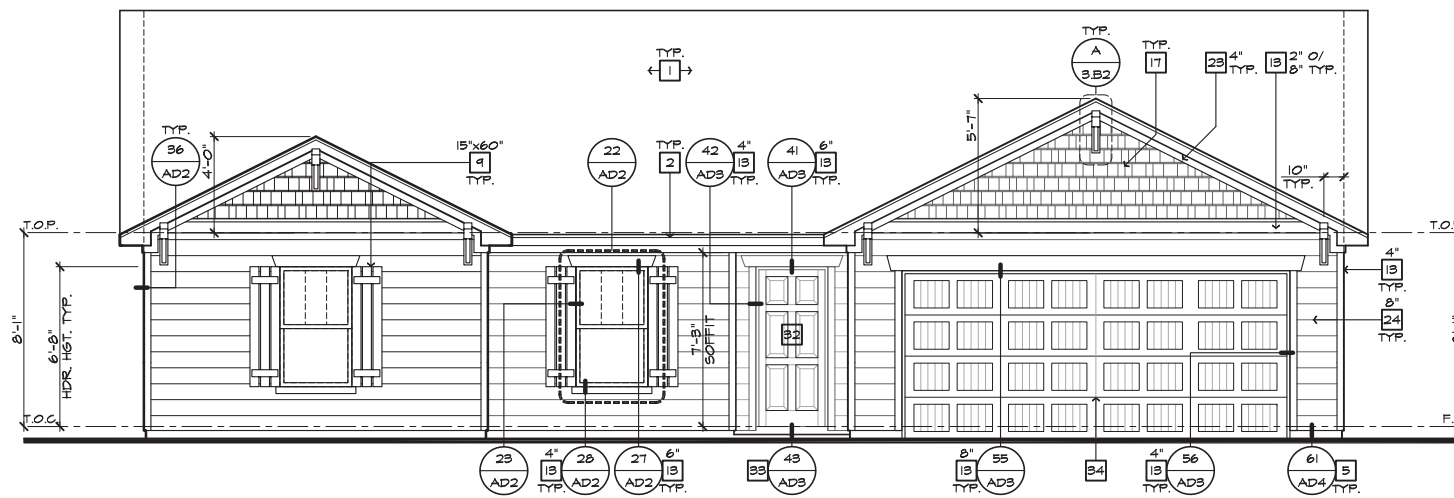 TYP.
1
TYP.
A
3.B2
TYP.
17
23 4"
TYP.
13 2" O/
8" TYP.
TYP.
36
AD2
4'-0"
15"x60"
9
TYP.
22
AD2
TYP.
2
42
AD3
4"
13
TYP.
41
AD3
6"
13
TYP.
5'-7"
10"
TYP.
T.O.P.
T.O.
8'-1"
6'-8"
HDR. HGT. TYP.
7'-3"
SOFFIT
32
4"
13
TYP.
8"
24
TYP.
T.O.C.
F.
23
AD2
4"
13
TYP.
28
AD2
27
AD2
6"
13
TYP.
33
43
AD3
8"
13
TYP.
55
AD3
34
4"
13
TYP.
56
AD3
61
AD4
5
TYP.